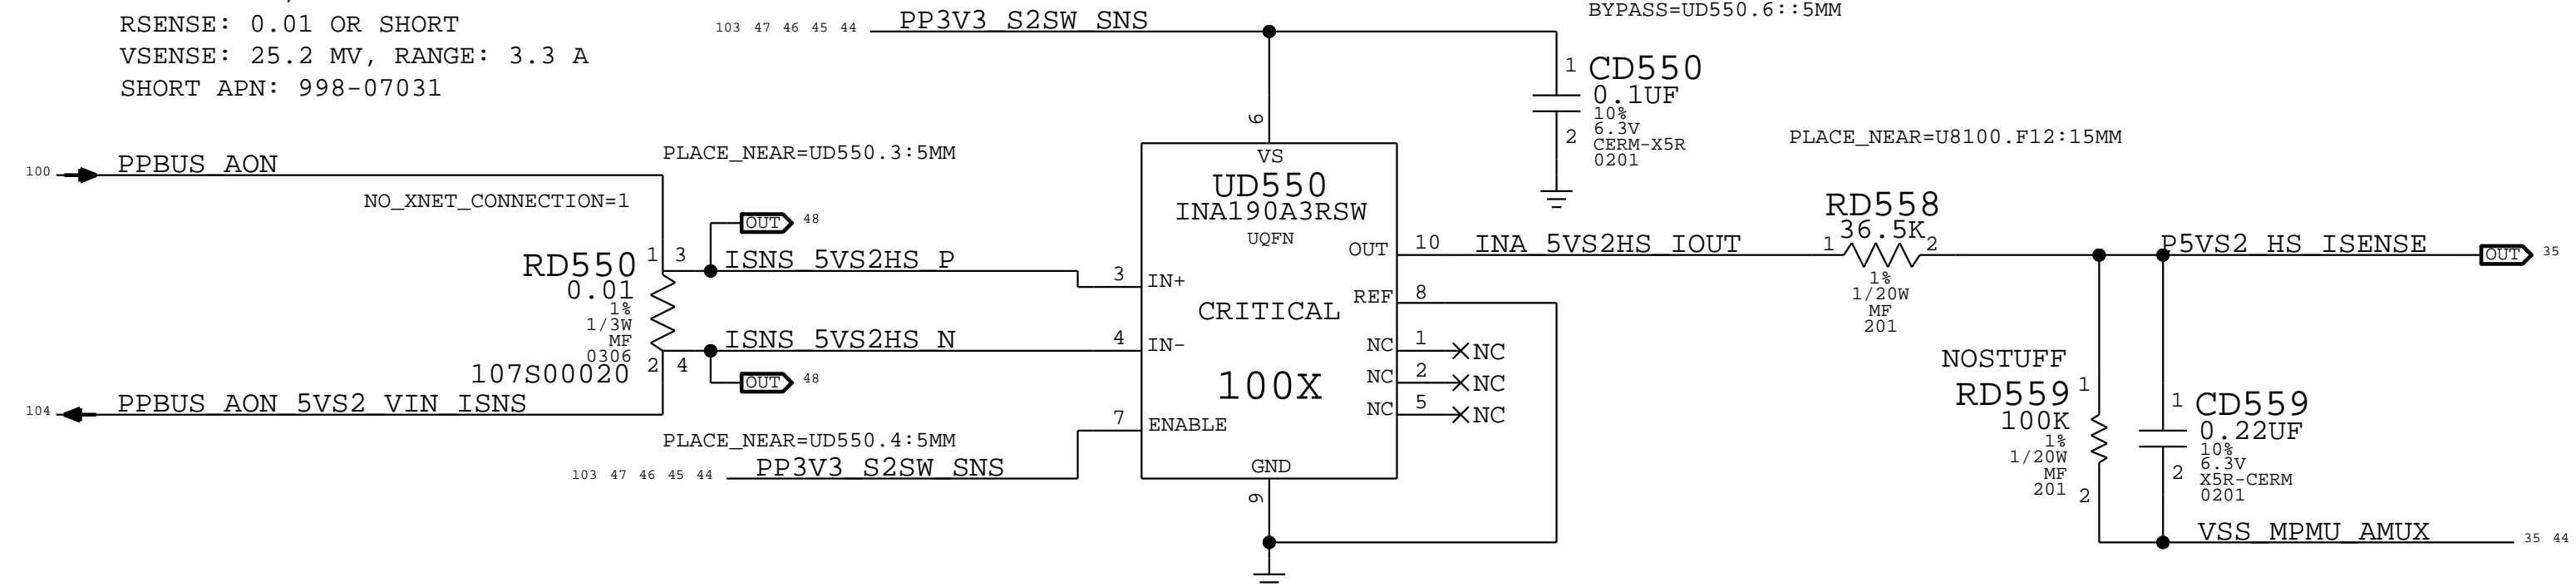 RSENSE: 0.01 OR SHORT
VSENSE: 25.2 MV, RANGE: 3.3 A
SHORT APN: 998-07031
103 47 46 45 44
PP3V3_S2SW_SNS
BYPASS=UD550.6::5MM
1
CD550
0.1UF
10%
6.3V
CERM-X5R
0201
2
6
PLACE_NEAR=U8100.F12:15MM
100
PPBUS_AON
PLACE_NEAR=UD550.3:5MM
NO_XNET_CONNECTION=1
OUT
48
1
3
ISNS_5VS2HS_P
RD550
0.01
1%
1/3W
MF
0306
107S00020
2
4
ISNS_5VS2HS_N
OUT
48
104
PPBUS_AON_5VS2_VIN_ISNS
PLACE_NEAR=UD550.4:5MM
103 47 46 45 44
PP3V3_S2SW_SNS
VS
UD550
INA190A3RSW
UQFN
CRITICAL
100X
3
IN+
4
IN-
7
ENABLE
GND
9
OUT
10
REF
8
NC
1
NC
NC
2
NC
NC
5
NC
INA_5VS2HS_IOUT
RD558
36.5K
1
2
1%
1/20W
MF
201
P5VS2_HS_ISENSE
OUT
35
NOSTUFF
RD559
100K
1%
1/20W
MF
201
1
2
1
CD559
0.22UF
10%
6.3V
X5R-CERM
0201
2
VSS_MPMU_AMUX
35 44